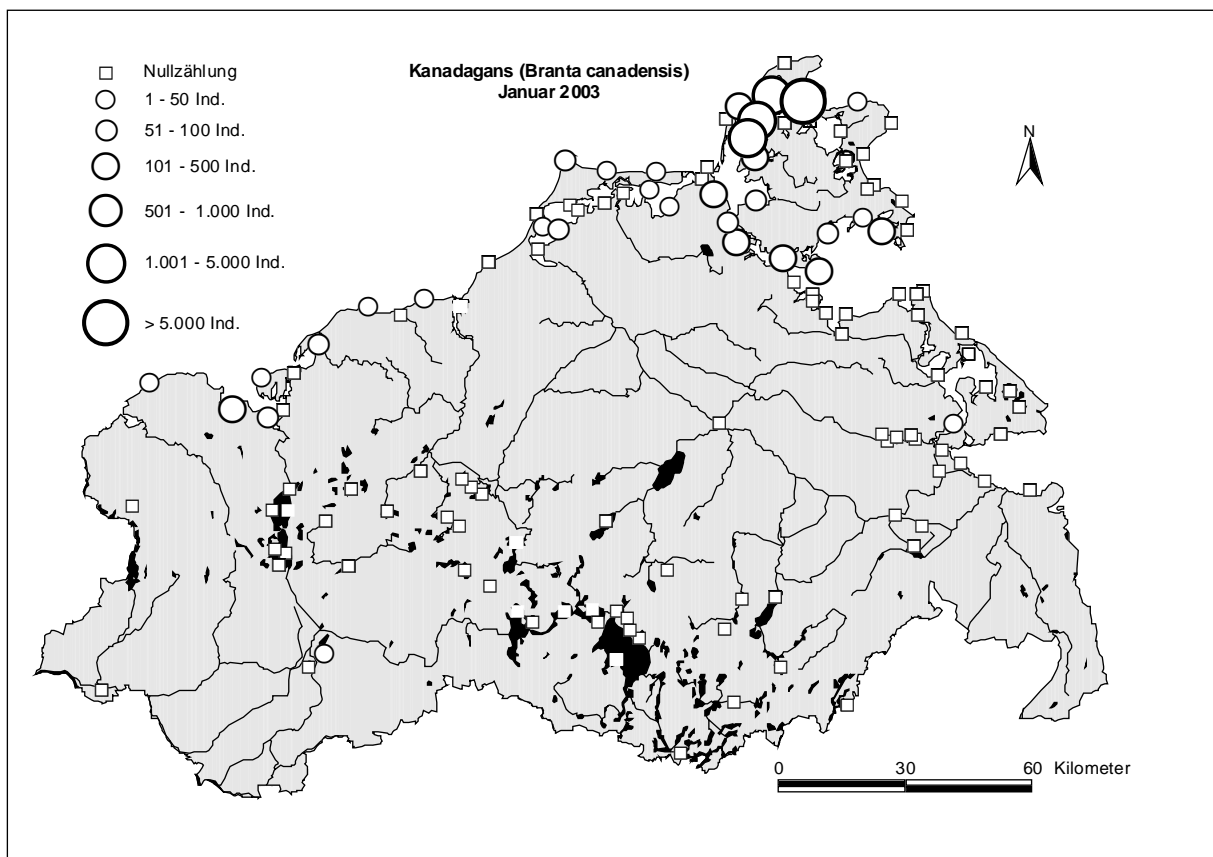 Kanadagans (Branta canadensis)
Januar 2003
Nullzählung
1 - 50 Ind.
51 - 100 Ind.
101 - 500 Ind.
501 - 1.000 Ind.
1.001 - 5.000 Ind.
> 5.000 Ind.
N
0 30 60 Kilometer